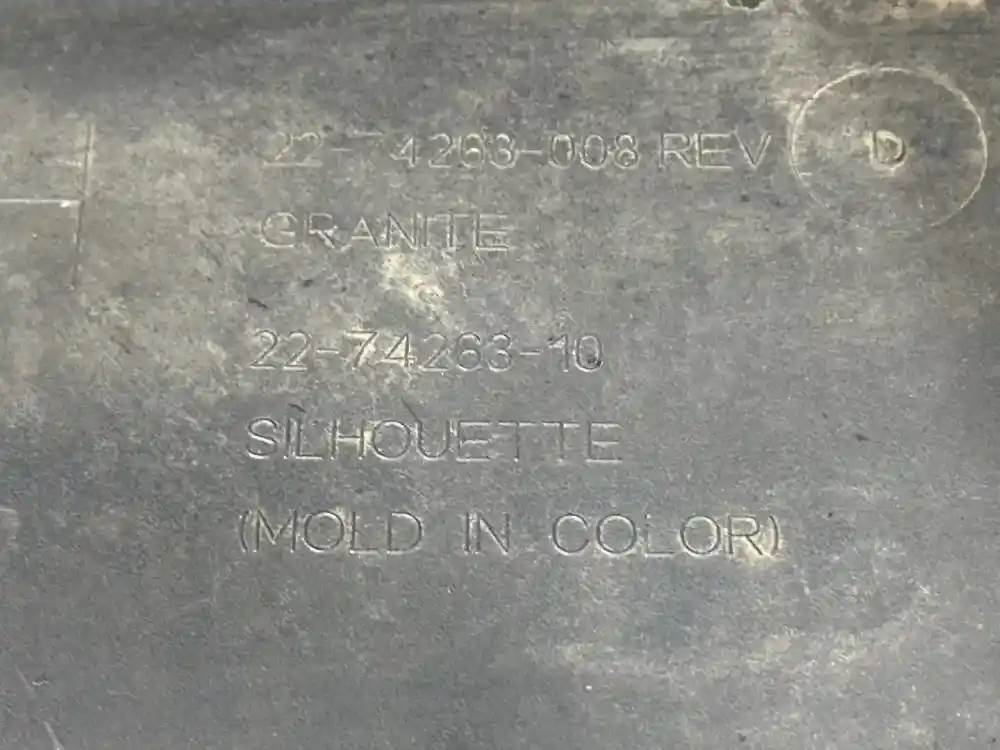 22-74263-008 REV D
GRANITE
22-74263-10
SILHOUETTE
(MOLD IN COLOR)